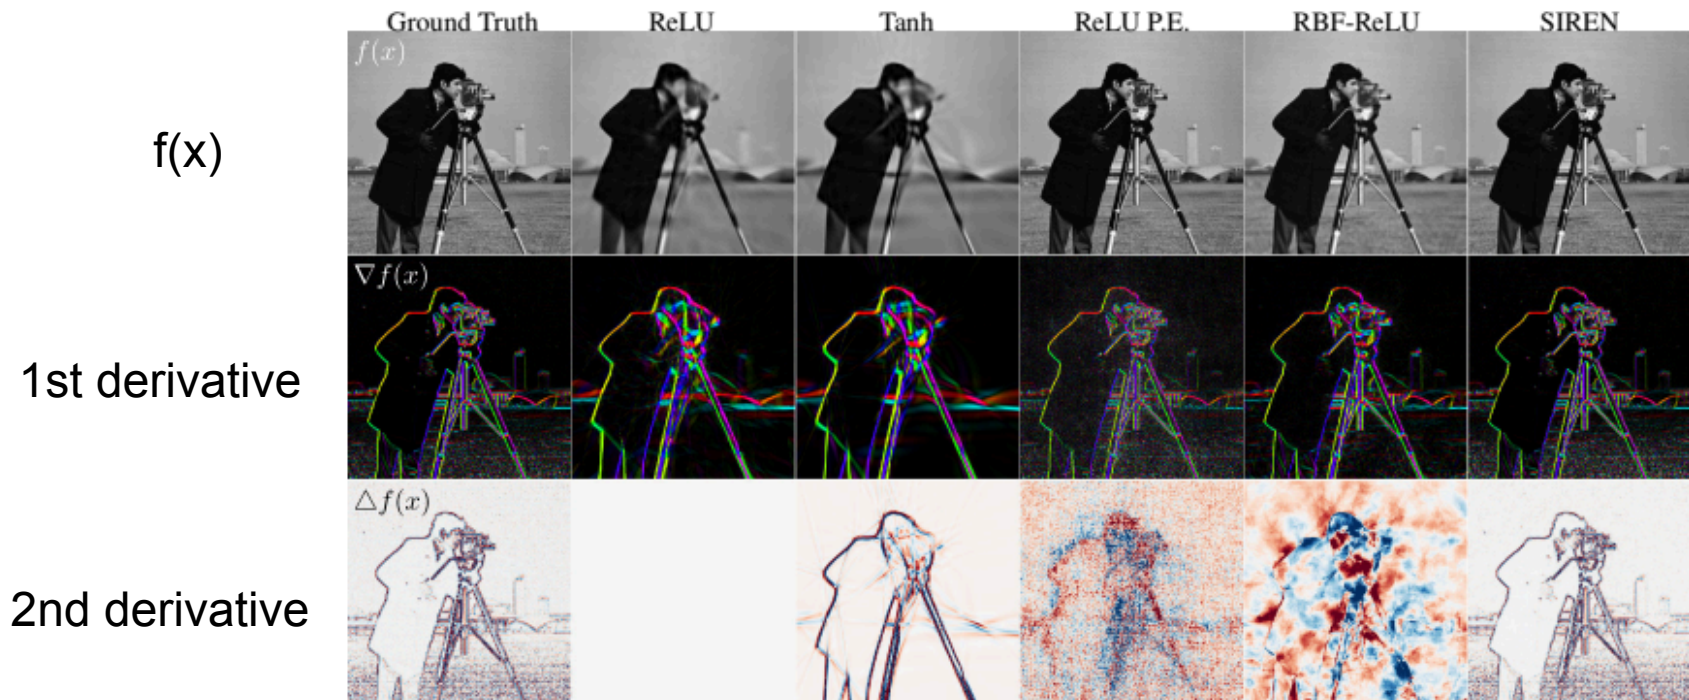 Ground Truth ReLU Tanh ReLU P.E. RBF-ReLU SIREN
f(x)
f(x)
∇f(x)
1st derivative
△f(x)
2nd derivative